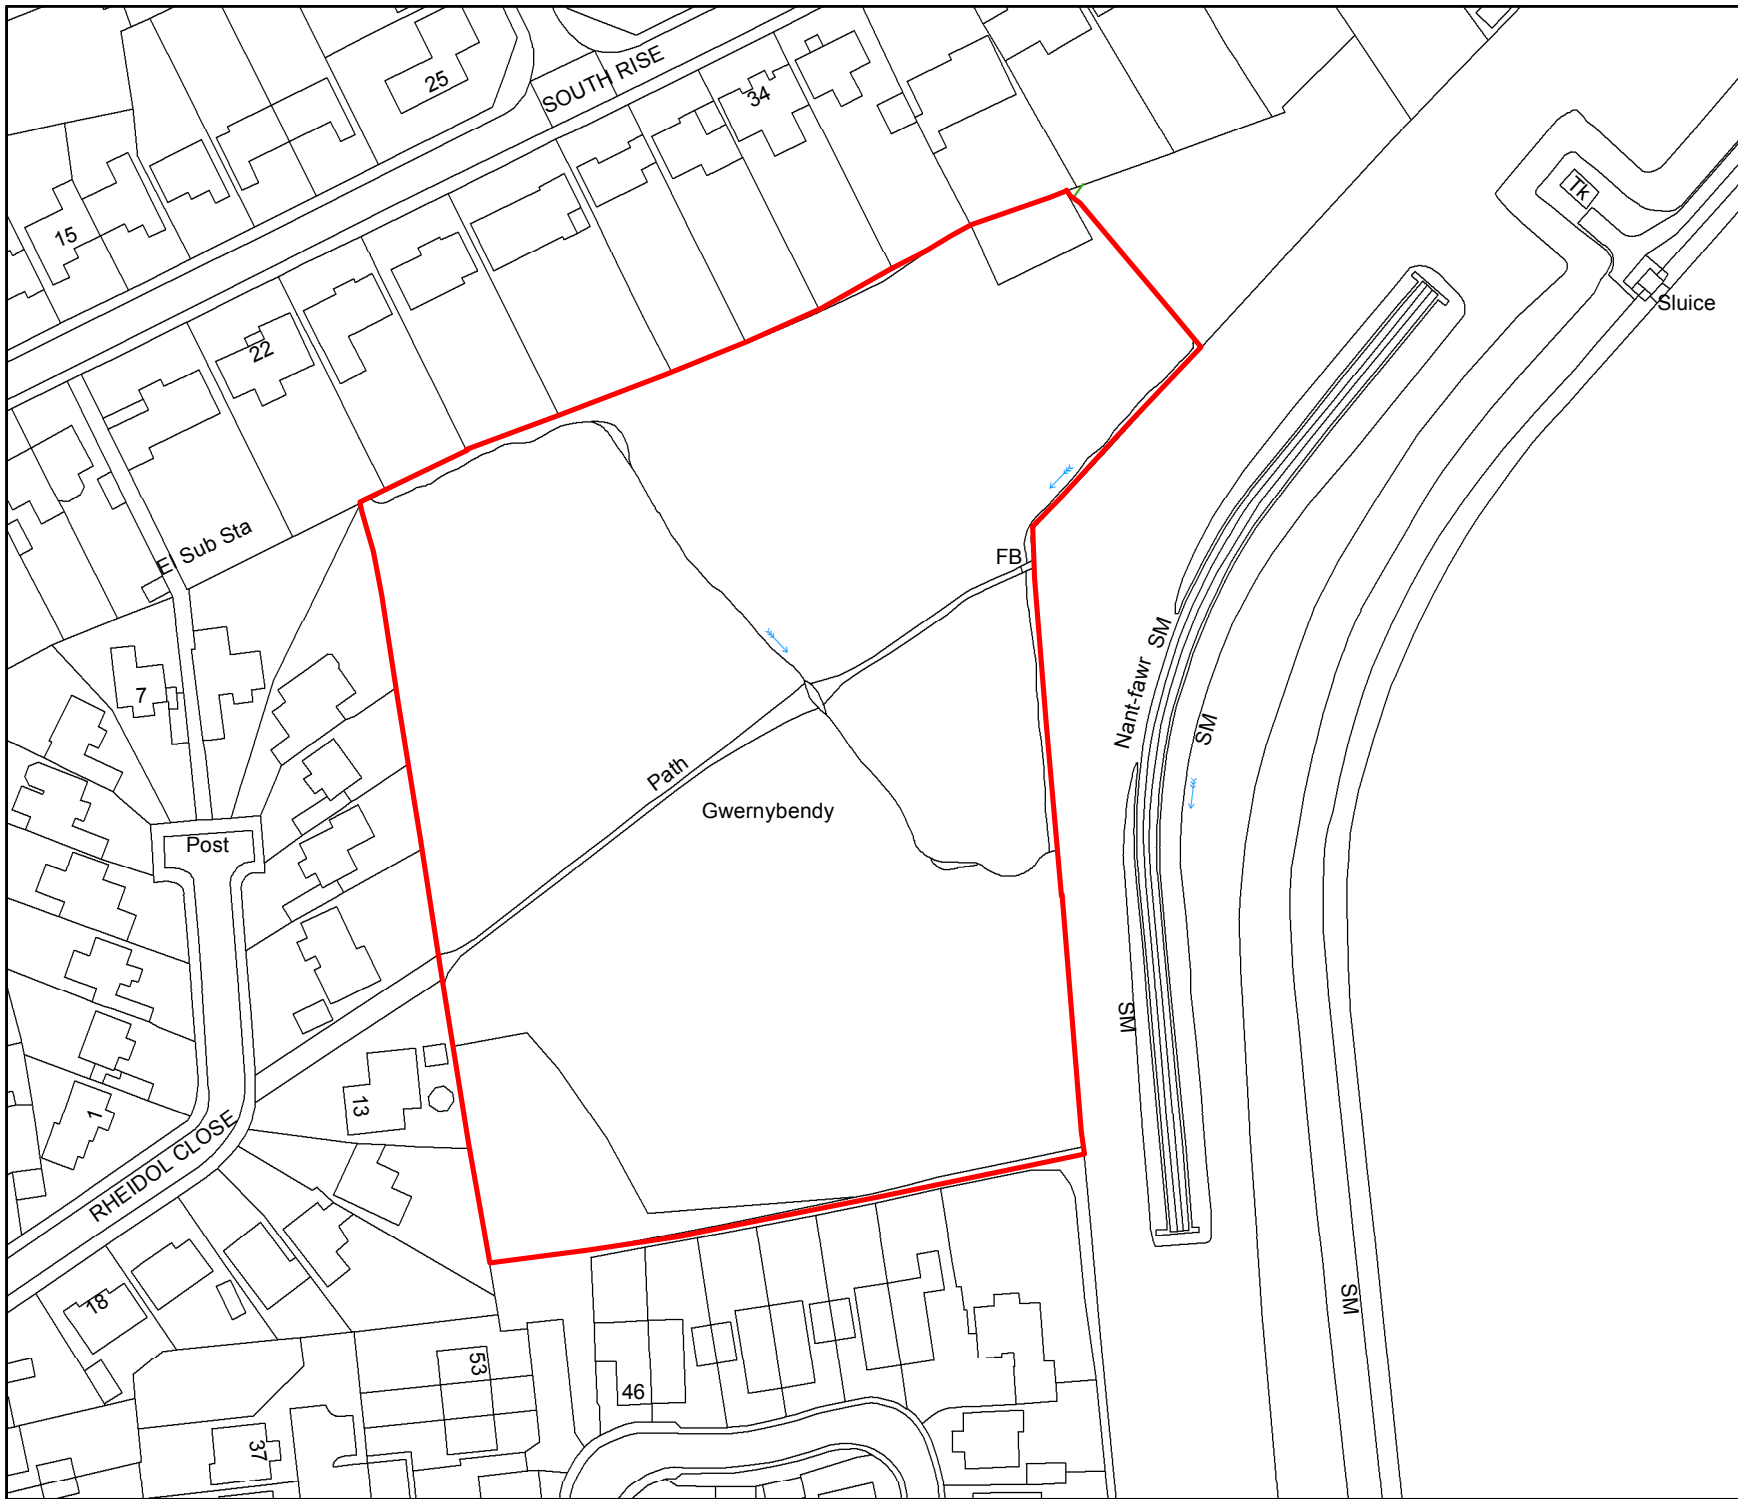 25
SOUTH RISE
34
15
Tk
Sluice
22
El Sub Sta
FB
SM
Nant-fawr
7
SM
Path
Gwernybendy
Post
SM
13
1
RHEIDOL CLOSE
18
SM
53
46
37